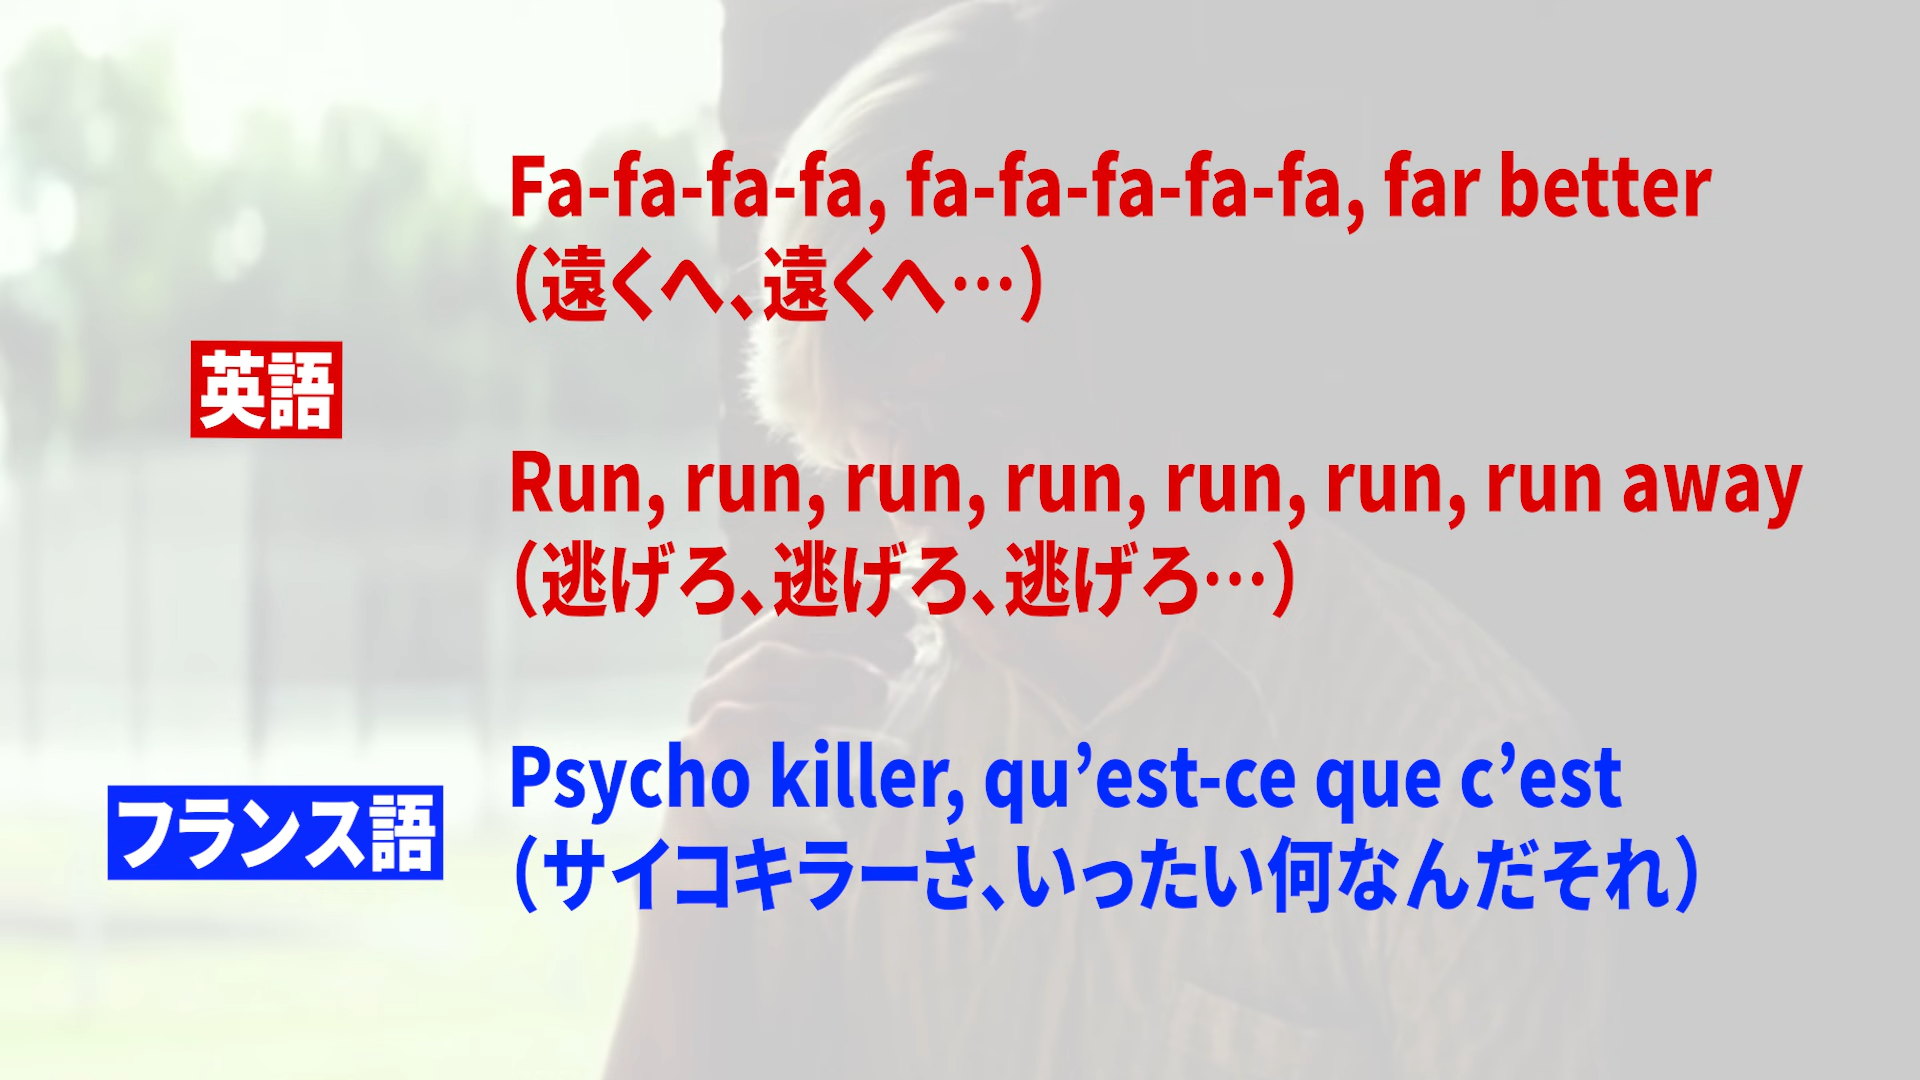 Fa-fa-fa-fa, fa-fa-fa-fa-fa, far better
（遠くへ、遠くへ…）
英語
Run, run, run, run, run, run, run away
（逃げろ、逃げろ、逃げろ…）
Psycho killer, qu’est-ce que c’est
フランス語
（サイコキラーさ、いったい何なんだそれ）